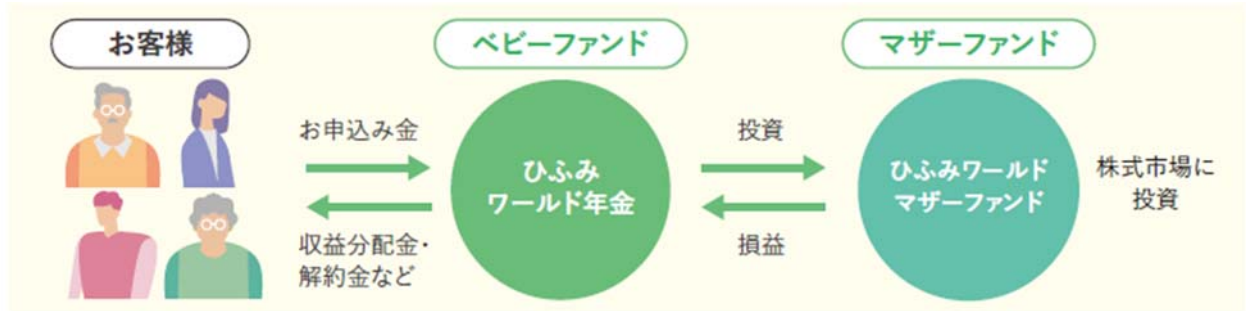 お客様
ベビーファンド
マザーファンド
お申込み金
収益分配金・
解約金など
ひふみ
ワールド年金
投資
損益
ひふみワールド
マザーファンド
株式市場に
投資